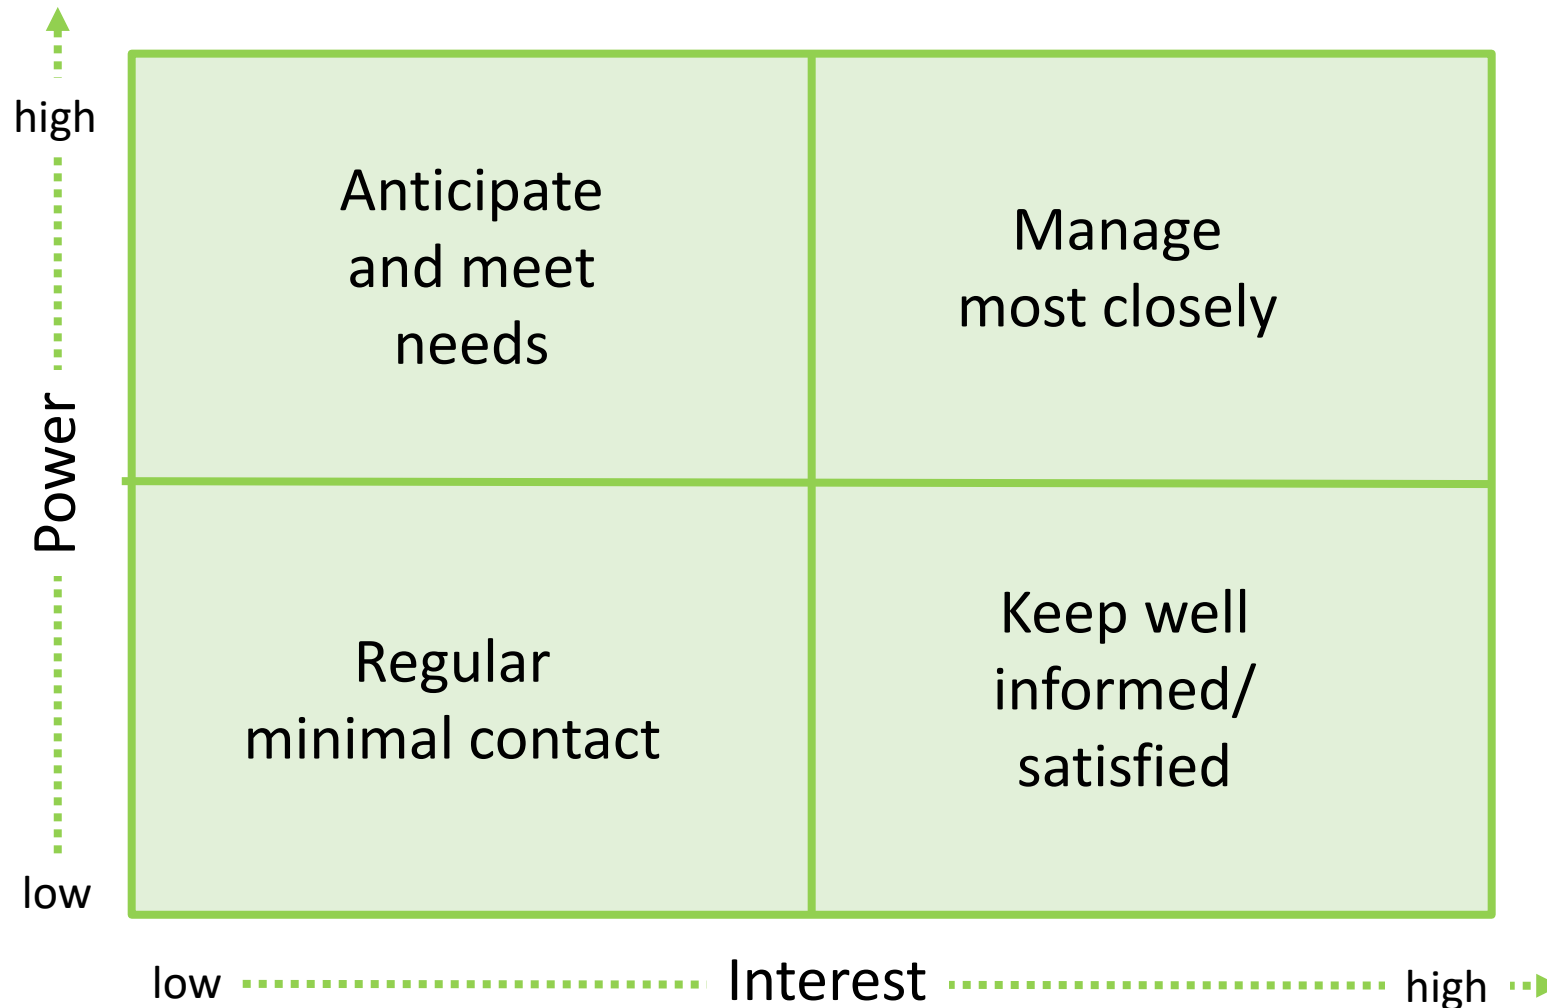 high
Anticipate
and meet
needs
Manage
most closely
Power
Regular
minimal contact
Keep well
informed/
satisfied
low
low
Interest
high